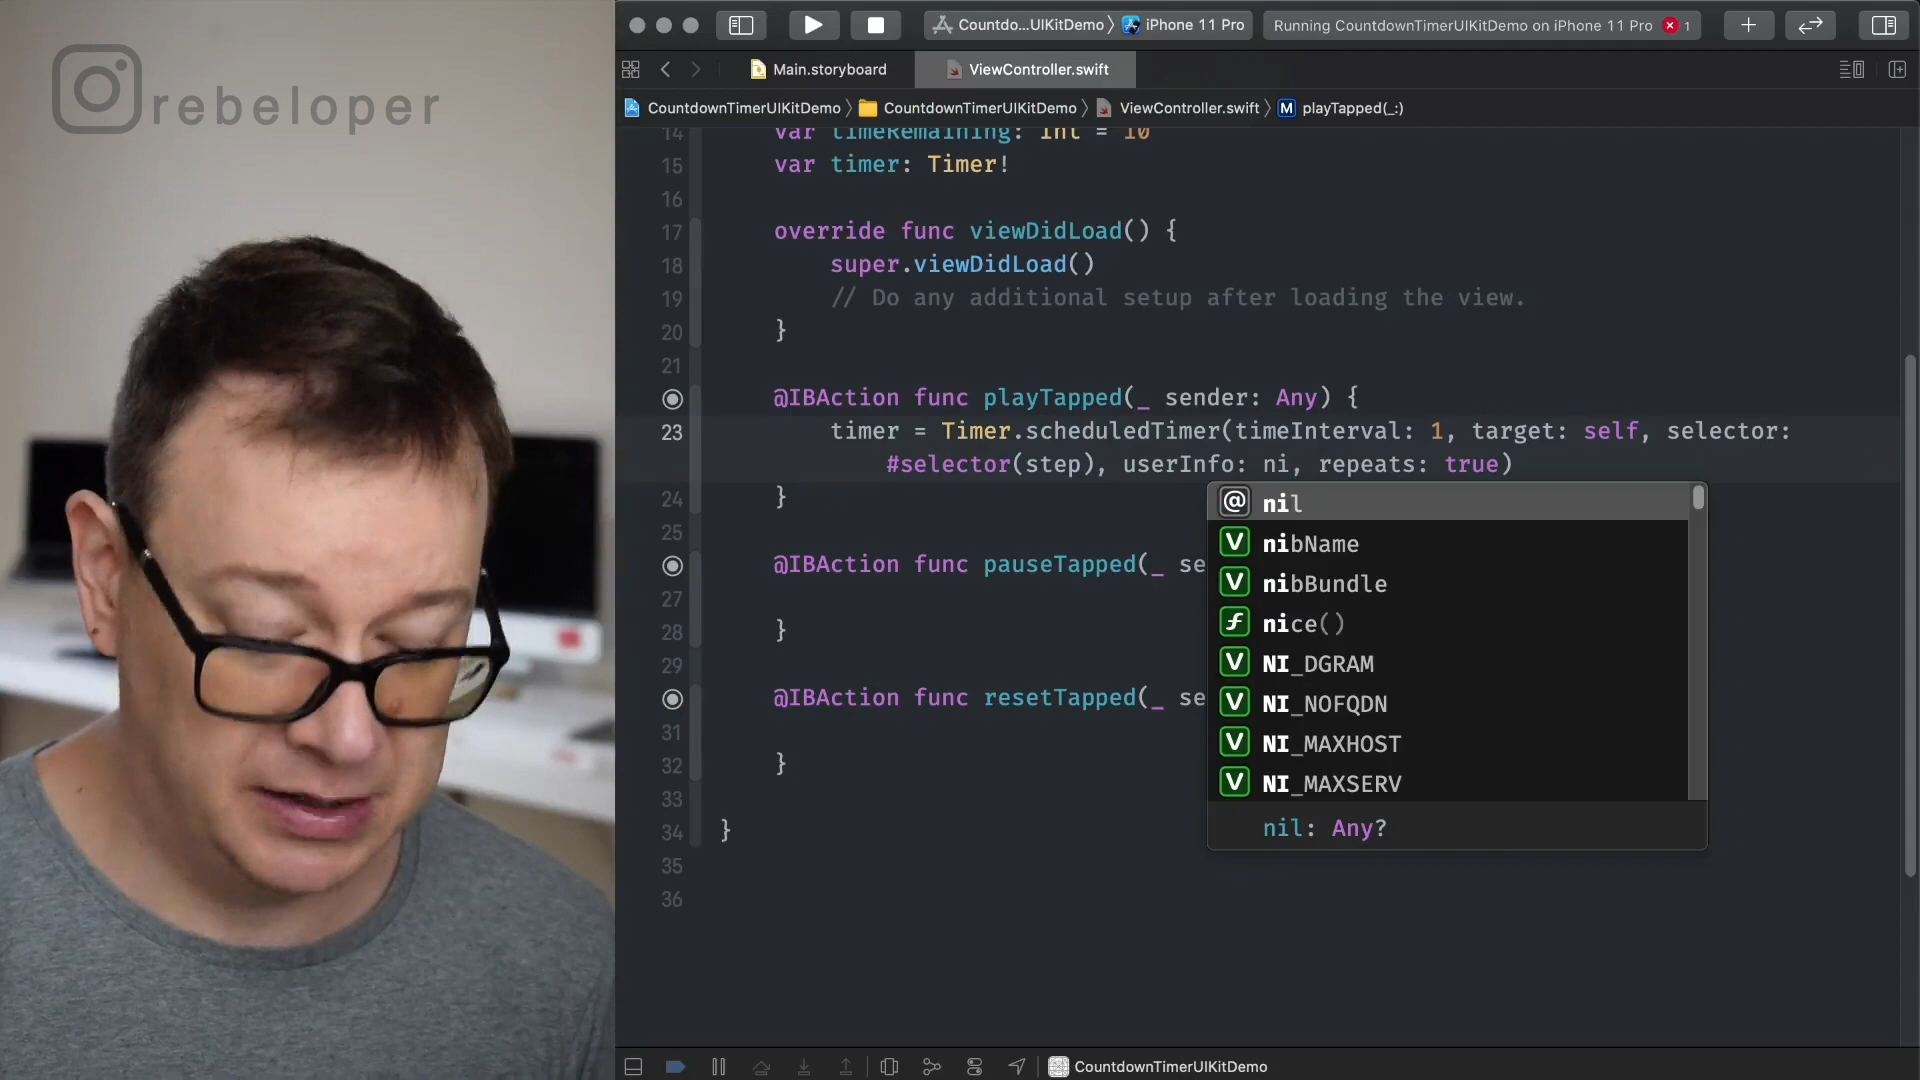 rebeloper
Countdo...UIKitDemo
iPhone 11 Pro
Running CountdownTimerUIKitDemo on iPhone 11 Pro
1
Main.storyboard
ViewController.swift
CountdownTimerUIKitDemo
CountdownTimerUIKitDemo
ViewController.swift
M
playTapped(_:)
14 var timeRemaining: Int = 10
15 var timer: Timer!
16
17 override func viewDidLoad() {
18 super.viewDidLoad()
19 // Do any additional setup after loading the view.
20 }
21
@IBAction func playTapped(_ sender: Any) {
23 timer = Timer.scheduledTimer(timeInterval: 1, target: self, selector:
#selector(step), userInfo: ni, repeats: true)
24 }
25
@IBAction func pauseTapped(_ se
27
28 }
29
@IBAction func resetTapped(_ se
31
32 }
33
34 }
35
36
@ nil
V nibName
V nibBundle
f nice()
V NI_DGRAM
V NI_NOFQDN
V NI_MAXHOST
V NI_MAXSERV
nil: Any?
CountdownTimerUIKitDemo